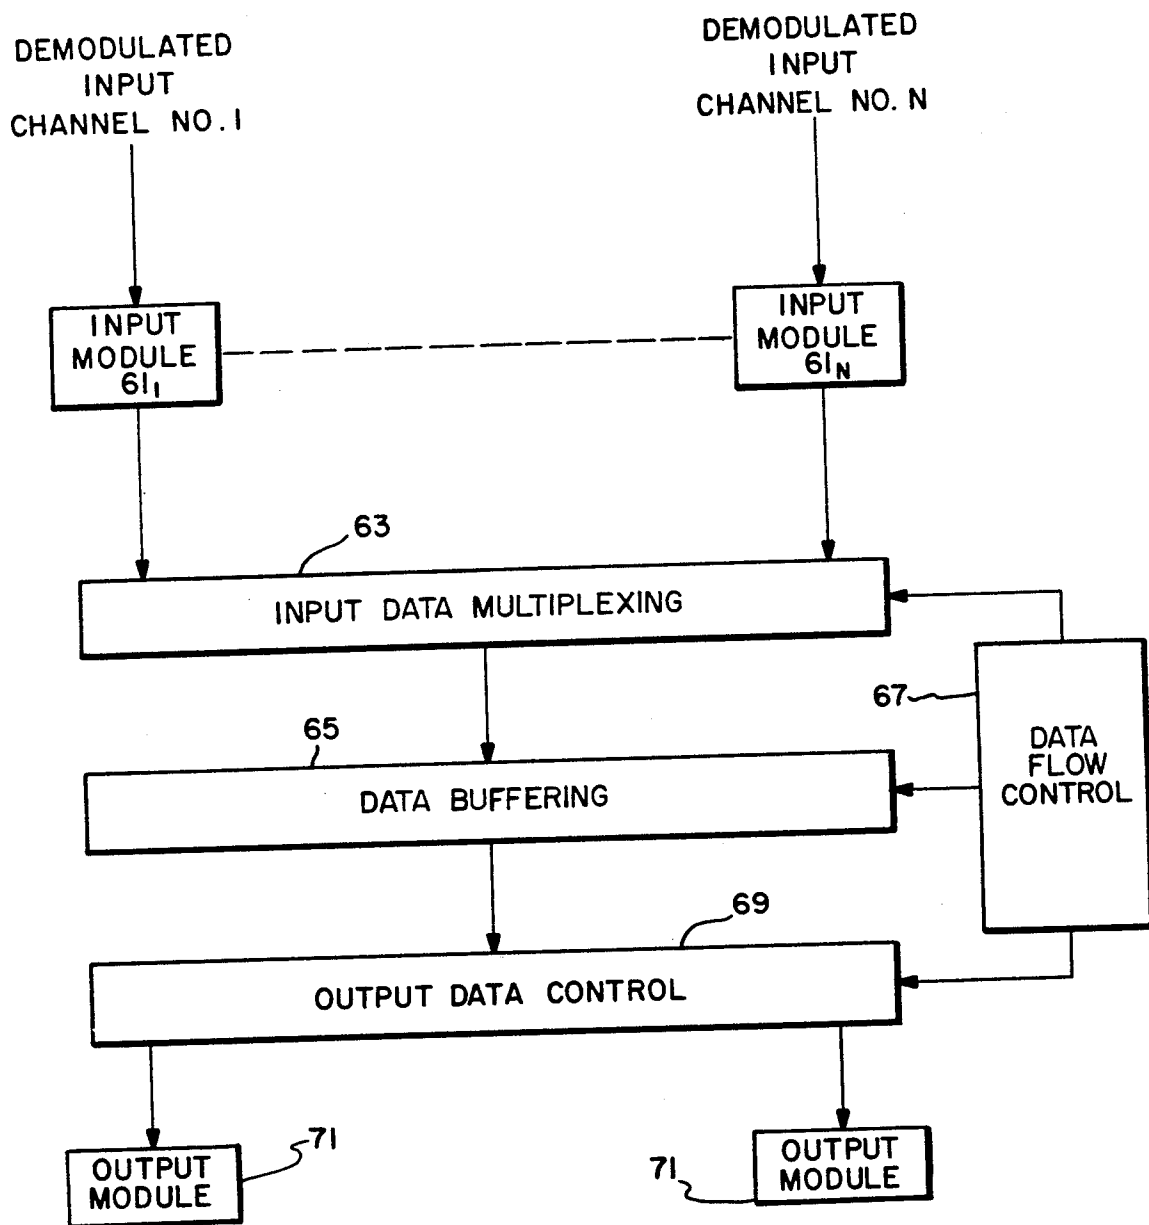 DEMODULATED
INPUT
CHANNEL NO. 1
DEMODULATED
INPUT
CHANNEL NO. N
INPUT
MODULE
61₁
INPUT
MODULE
61N
63
INPUT DATA MULTIPLEXING
67
DATA
FLOW
CONTROL
65
DATA BUFFERING
69
OUTPUT DATA CONTROL
OUTPUT
MODULE
71
71
OUTPUT
MODULE